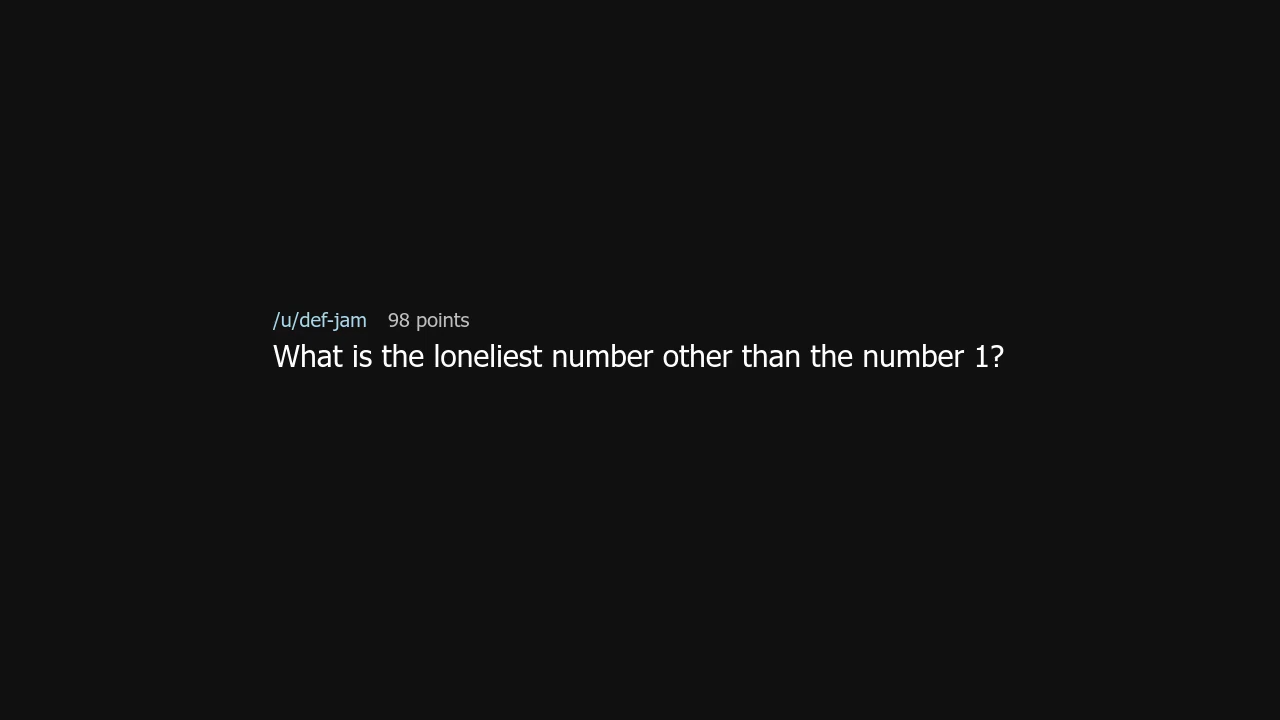 /u/def-jam 98 points
What is the loneliest number other than the number 1?